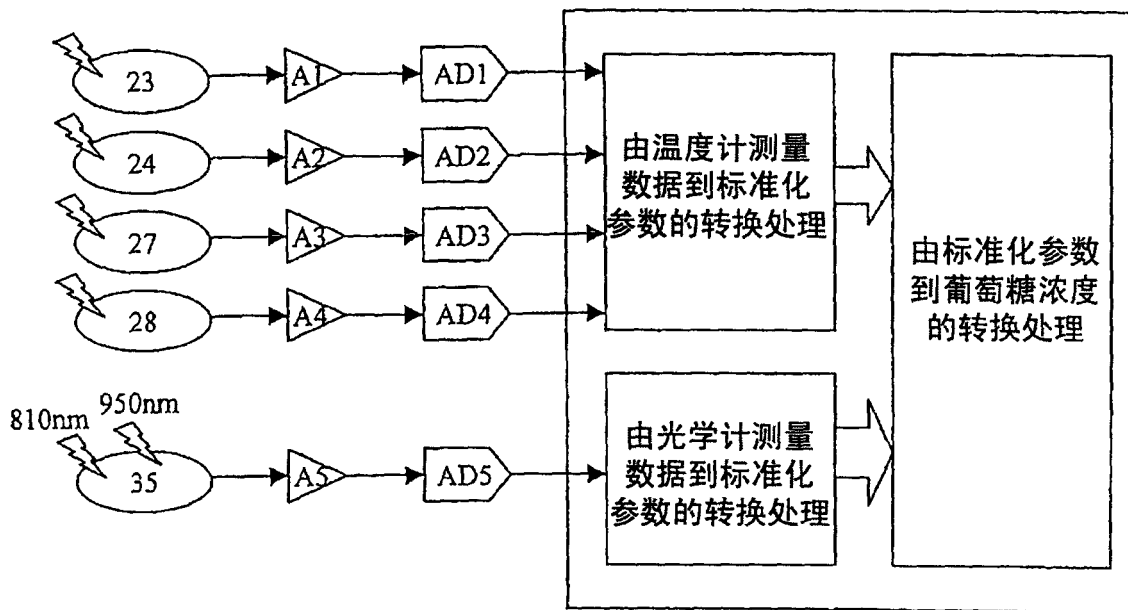 23 A1 AD1
24 A2 AD2
27 A3 AD3
28 A4 AD4
由温度计测量
数据到标准化
参数的转换处理
由标准化参数
到葡萄糖浓度
的转换处理
810nm 950nm
35 A5 AD5
由光学计测量
数据到标准化
参数的转换处理